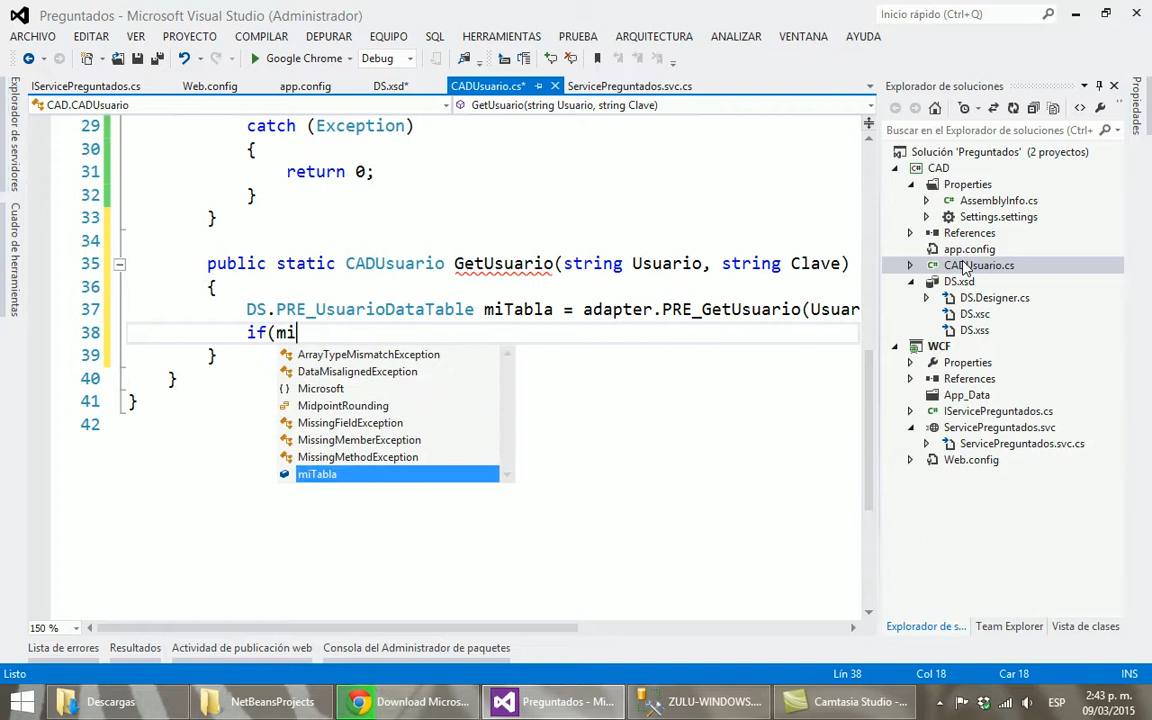 Preguntados - Microsoft Visual Studio (Administrador)
Inicio rápido (Ctrl+Q)
ARCHIVO EDITAR VER PROYECTO COMPILAR DEPURAR EQUIPO SQL HERRAMIENTAS PRUEBA ARQUITECTURA ANALIZAR VENTANA AYUDA
Google Chrome Debug
IServicePreguntados.cs Web.config app.config DS.xsd* CADUsuario.cs* ServicePreguntados.svc.cs
CAD.CADUsuario GetUsuario(string Usuario, string Clave)
29 catch (Exception)
30 {
31 return 0;
32 }
33 }
34
35 public static CADUsuario GetUsuario(string Usuario, string Clave)
36 {
37 DS.PRE_UsuarioDataTable miTabla = adapter.PRE_GetUsuario(Usuar
38 if(mi
39 }
40 }
41 }
42
ArrayTypeMismatchException
DataMisalignedException
Microsoft
MidpointRounding
MissingFieldException
MissingMemberException
MissingMethodException
miTabla
150 %
Explorador de servidores
Cuadro de herramientas
Explorador de soluciones
Buscar en el Explorador de soluciones (Ctrl+
Solución 'Preguntados' (2 proyectos)
CAD
Properties
AssemblyInfo.cs
Settings.settings
References
app.config
CADUsuario.cs
DS.xsd
DS.Designer.cs
DS.xsc
DS.xss
WCF
Properties
References
App_Data
IServicePreguntados.cs
ServicePreguntados.svc
ServicePreguntados.svc.cs
Web.config
Explorador de s... Team Explorer Vista de clases
Propiedades
Lista de errores Resultados Actividad de publicación web Consola del Administrador de paquetes
Listo Lín 38 Col 18 Car 18 INS
Descargas NetBeansProjects Download Micros... Preguntados - Mi... ZULU-WINDOWS.... Camtasia Studio -... ESP
2:43 p. m.
09/03/2015